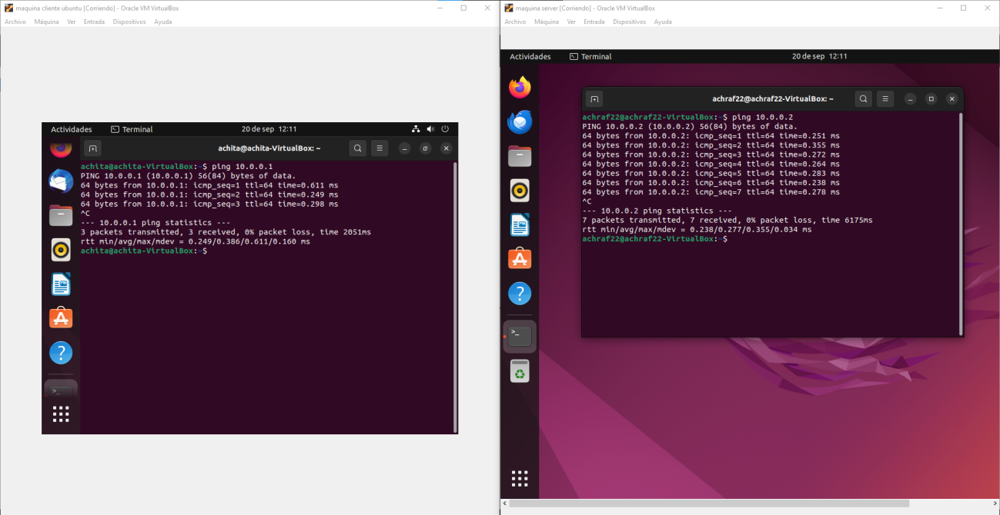 maquina cliente ubuntu [Corriendo] - Oracle VM VirtualBox
Archivo Máquina Ver Entrada Dispositivos Ayuda
Actividades Terminal 20 de sep 12:11
achita@achita-VirtualBox: ~
achita@achita-VirtualBox:~$ ping 10.0.0.1
PING 10.0.0.1 (10.0.0.1) 56(84) bytes of data.
64 bytes from 10.0.0.1: icmp_seq=1 ttl=64 time=0.611 ms
64 bytes from 10.0.0.1: icmp_seq=2 ttl=64 time=0.249 ms
64 bytes from 10.0.0.1: icmp_seq=3 ttl=64 time=0.298 ms
^C
--- 10.0.0.1 ping statistics ---
3 packets transmitted, 3 received, 0% packet loss, time 2051ms
rtt min/avg/max/mdev = 0.249/0.386/0.611/0.160 ms
achita@achita-VirtualBox:~$
maquina server [Corriendo] - Oracle VM VirtualBox
Archivo Máquina Ver Entrada Dispositivos Ayuda
Actividades Terminal 20 de sep 12:11
achraf22@achraf22-VirtualBox: ~
achraf22@achraf22-VirtualBox:~$ ping 10.0.0.2
PING 10.0.0.2 (10.0.0.2) 56(84) bytes of data.
64 bytes from 10.0.0.2: icmp_seq=1 ttl=64 time=0.251 ms
64 bytes from 10.0.0.2: icmp_seq=2 ttl=64 time=0.355 ms
64 bytes from 10.0.0.2: icmp_seq=3 ttl=64 time=0.272 ms
64 bytes from 10.0.0.2: icmp_seq=4 ttl=64 time=0.264 ms
64 bytes from 10.0.0.2: icmp_seq=5 ttl=64 time=0.283 ms
64 bytes from 10.0.0.2: icmp_seq=6 ttl=64 time=0.238 ms
64 bytes from 10.0.0.2: icmp_seq=7 ttl=64 time=0.278 ms
^C
--- 10.0.0.2 ping statistics ---
7 packets transmitted, 7 received, 0% packet loss, time 6175ms
rtt min/avg/max/mdev = 0.238/0.277/0.355/0.034 ms
achraf22@achraf22-VirtualBox:~$